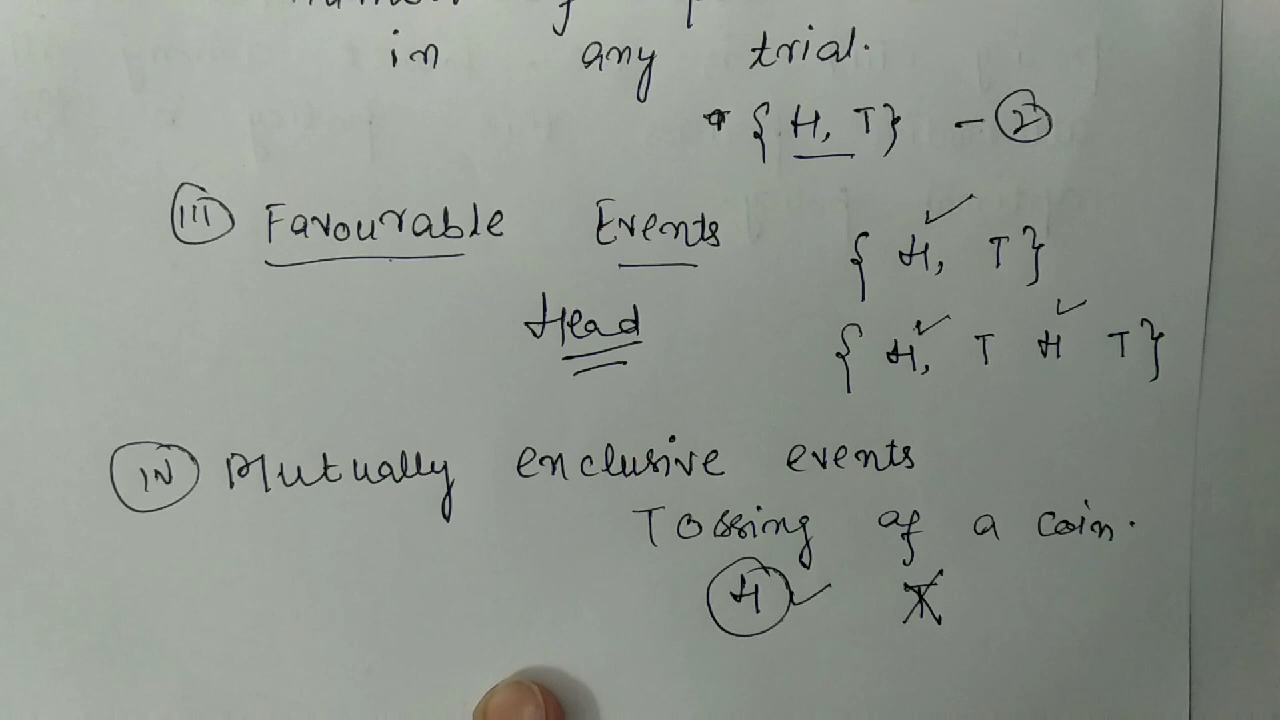 in any trial.
{ H, T} - ②
(III) Favourable Events { H, T }
Head { H, T H T }
(IV) Mutually exclusive events
Tossing of a coin.
H T